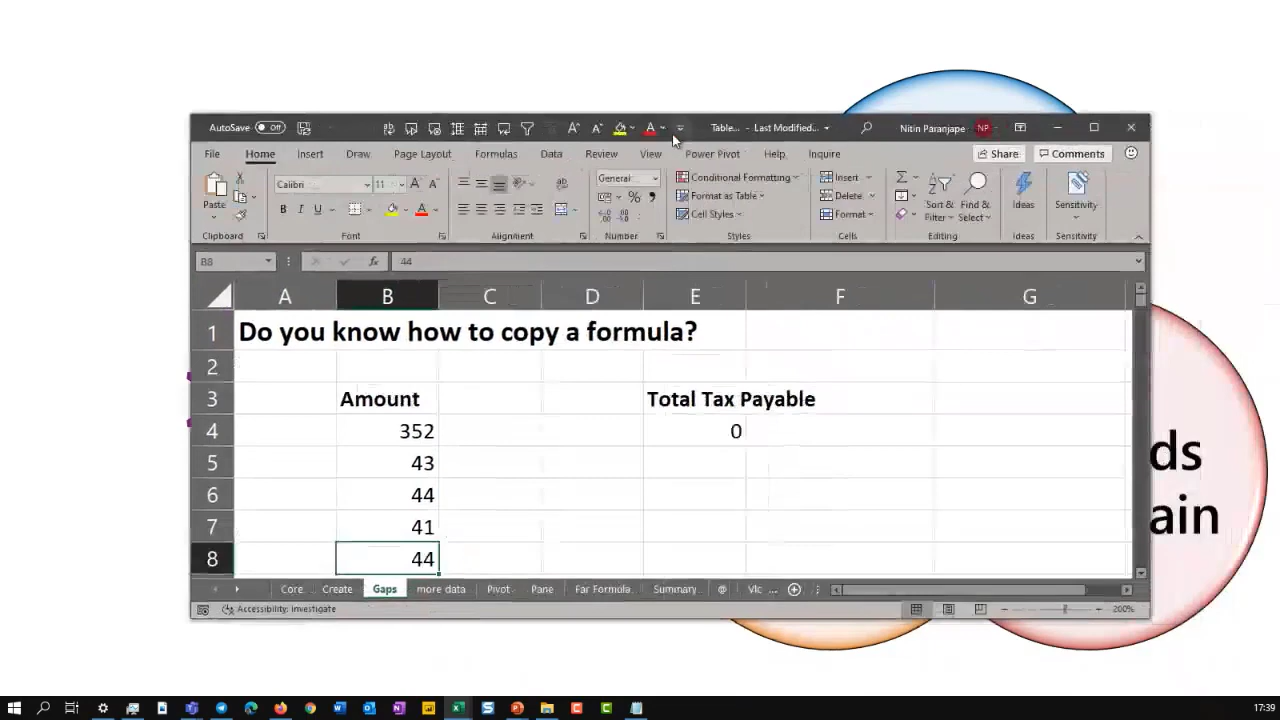 AutoSave Off Table... - Last Modified... Nitin Paranjape NP
File Home Insert Draw Page Layout Formulas Data Review View Power Pivot Help Inquire Share Comments
Paste Calibri 11 General Conditional Formatting Format as Table Cell Styles Insert Delete Format Sort & Filter Find & Select Ideas Sensitivity
Clipboard Font Alignment Number Styles Cells Editing Ideas Sensitivity
B8 fx 44
A B C D E F G
1 Do you know how to copy a formula?
2
3 Amount Total Tax Payable
4 352 0
5 43
6 44
7 41
8 44
Core Create Gaps more data Pivot Pane Far Formula Summary @ Vlc ...
Accessibility: Investigate 200%
ds
ain
17:39